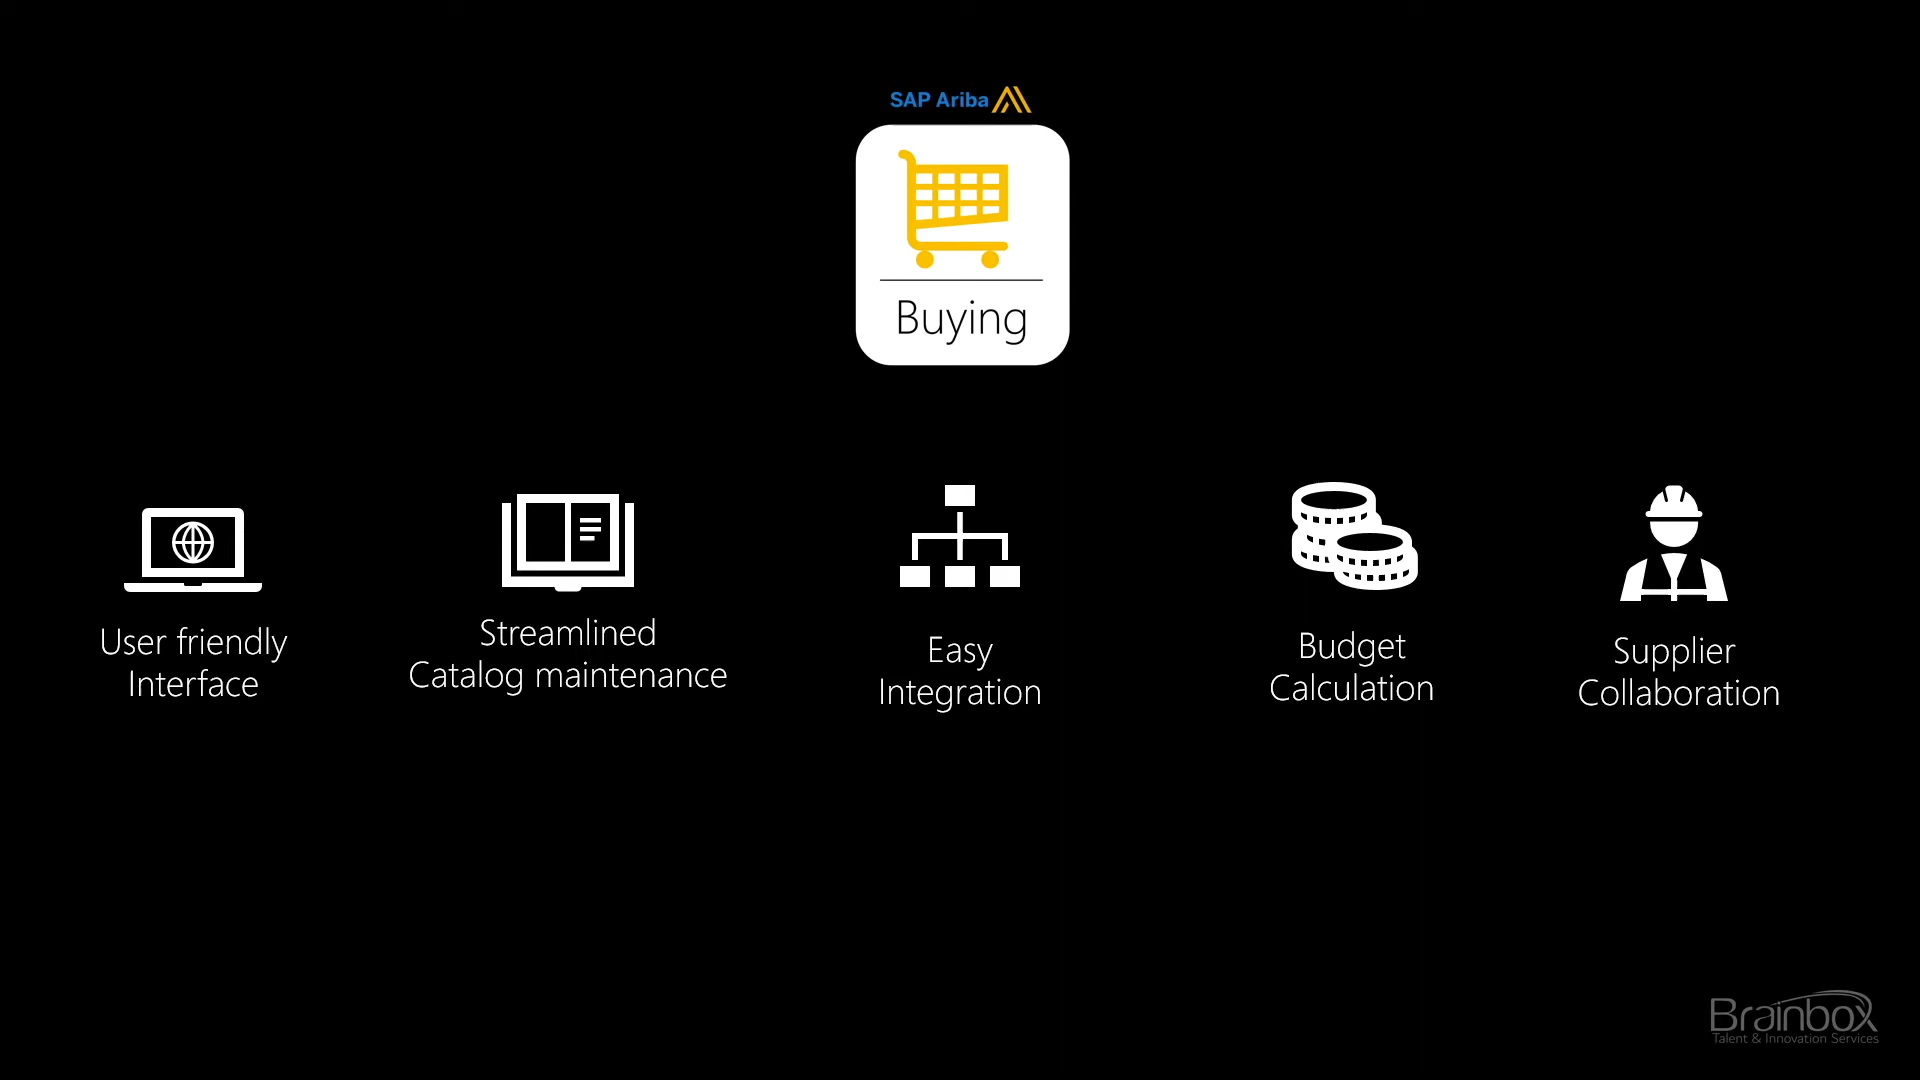 SAP Ariba
Buying
User friendly
Interface
Streamlined
Catalog maintenance
Easy
Integration
Budget
Calculation
Supplier
Collaboration
Brainbox
Talent & Innovation Services